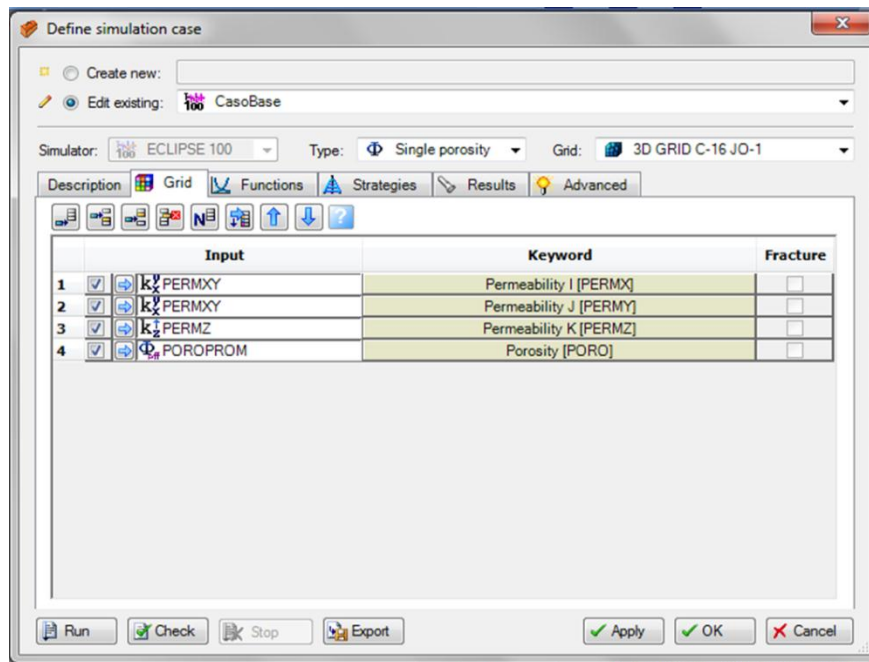 Define simulation case
Create new:
Edit existing: CasoBase
Simulator: ECLIPSE 100 Type: Single porosity Grid: 3D GRID C-16 JO-1
Description Grid Functions Strategies Results Advanced
Input Keyword Fracture
1 PERMXY Permeability I [PERMX]
2 PERMXY Permeability J [PERMY]
3 PERMZ Permeability K [PERMZ]
4 POROPROM Porosity [PORO]
Run Check Stop Export Apply OK Cancel